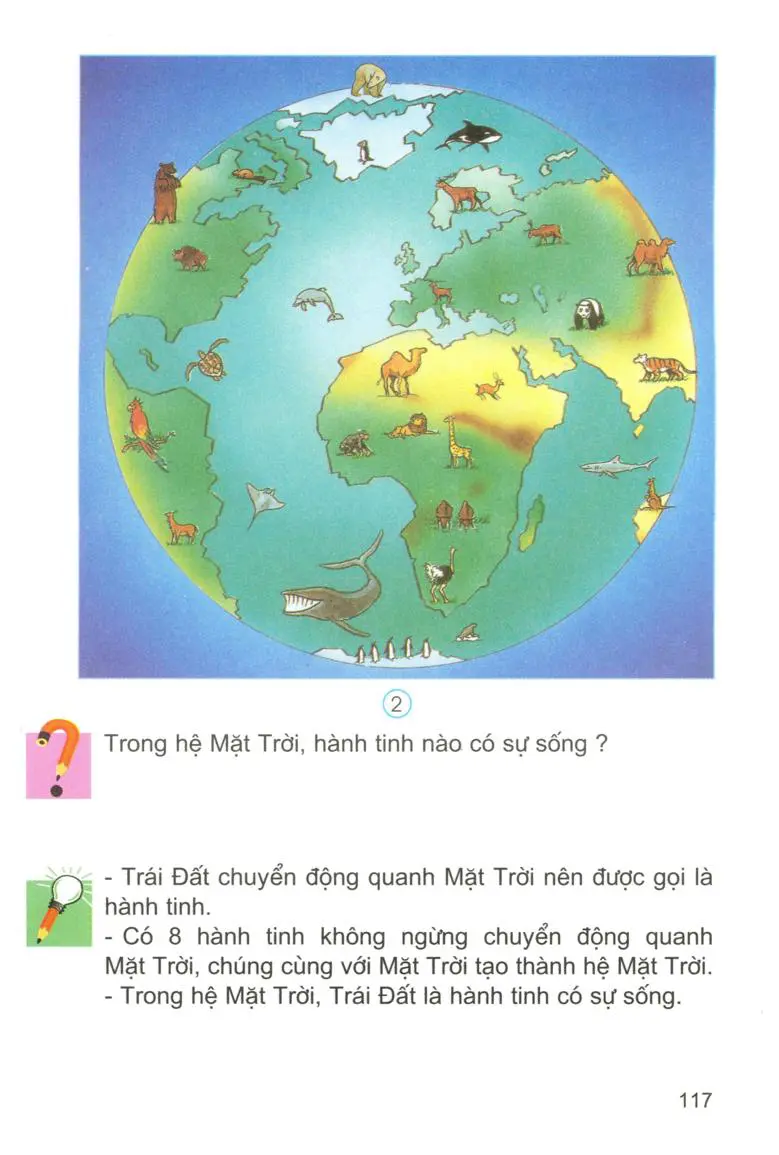 2
Trong hệ Mặt Trời, hành tinh nào có sự sống ?
- Trái Đất chuyển động quanh Mặt Trời nên được gọi là
hành tinh.
- Có 8 hành tinh không ngừng chuyển động quanh
Mặt Trời, chúng cùng với Mặt Trời tạo thành hệ Mặt Trời.
- Trong hệ Mặt Trời, Trái Đất là hành tinh có sự sống.
117